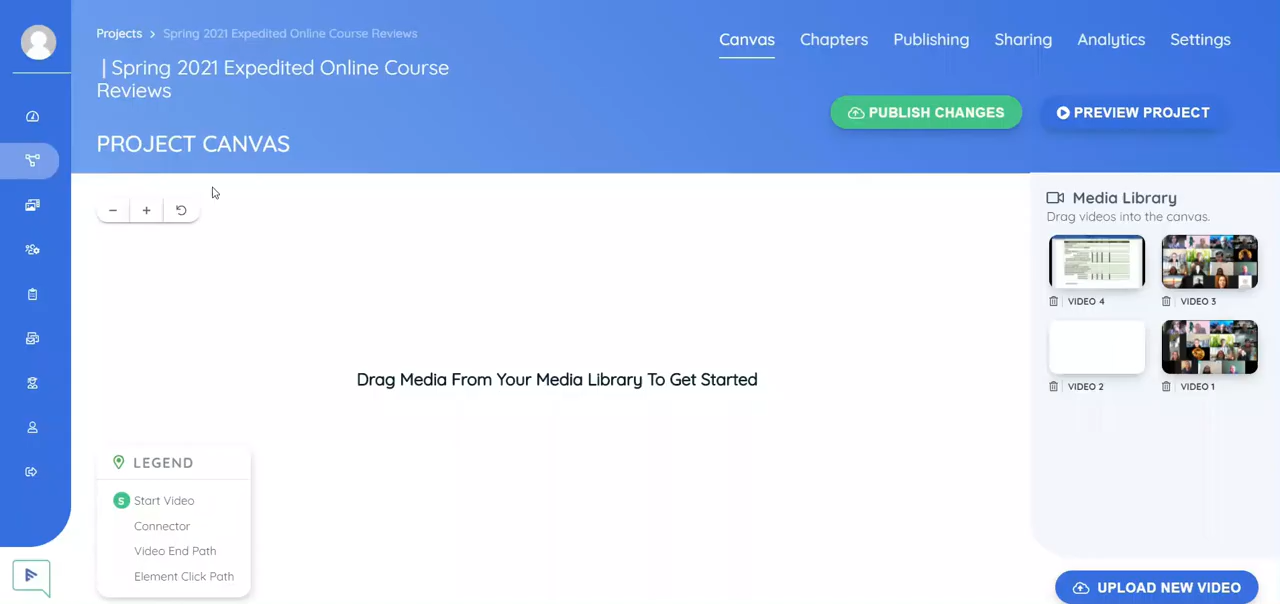 Projects > Spring 2021 Expedited Online Course Reviews
Canvas Chapters Publishing Sharing Analytics Settings
| Spring 2021 Expedited Online Course
Reviews
PUBLISH CHANGES PREVIEW PROJECT
PROJECT CANVAS
Media Library
Drag videos into the canvas.
VIDEO 4 VIDEO 3
VIDEO 2 VIDEO 1
Drag Media From Your Media Library To Get Started
LEGEND
S Start Video
Connector
Video End Path
Element Click Path
UPLOAD NEW VIDEO